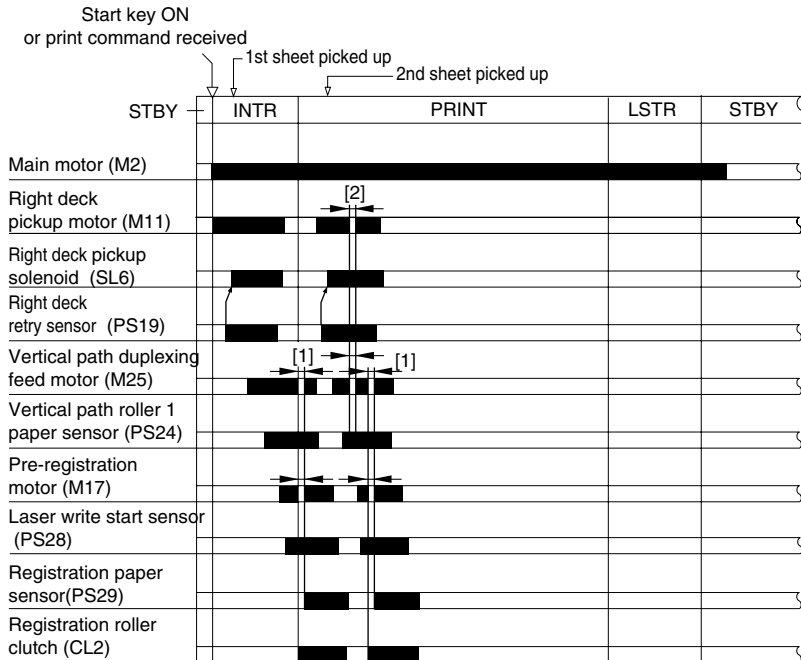 Start key ON
or print command received
1st sheet picked up
2nd sheet picked up
STBY
INTR
PRINT
LSTR
STBY
Main motor (M2)
Right deck
pickup motor (M11)
[2]
Right deck pickup
solenoid (SL6)
Right deck
retry sensor (PS19)
Vertical path duplexing
feed motor (M25)
[1]
[1]
Vertical path roller 1
paper sensor (PS24)
Pre-registration
motor (M17)
Laser write start sensor
(PS28)
Registration paper
sensor(PS29)
Registration roller
clutch (CL2)